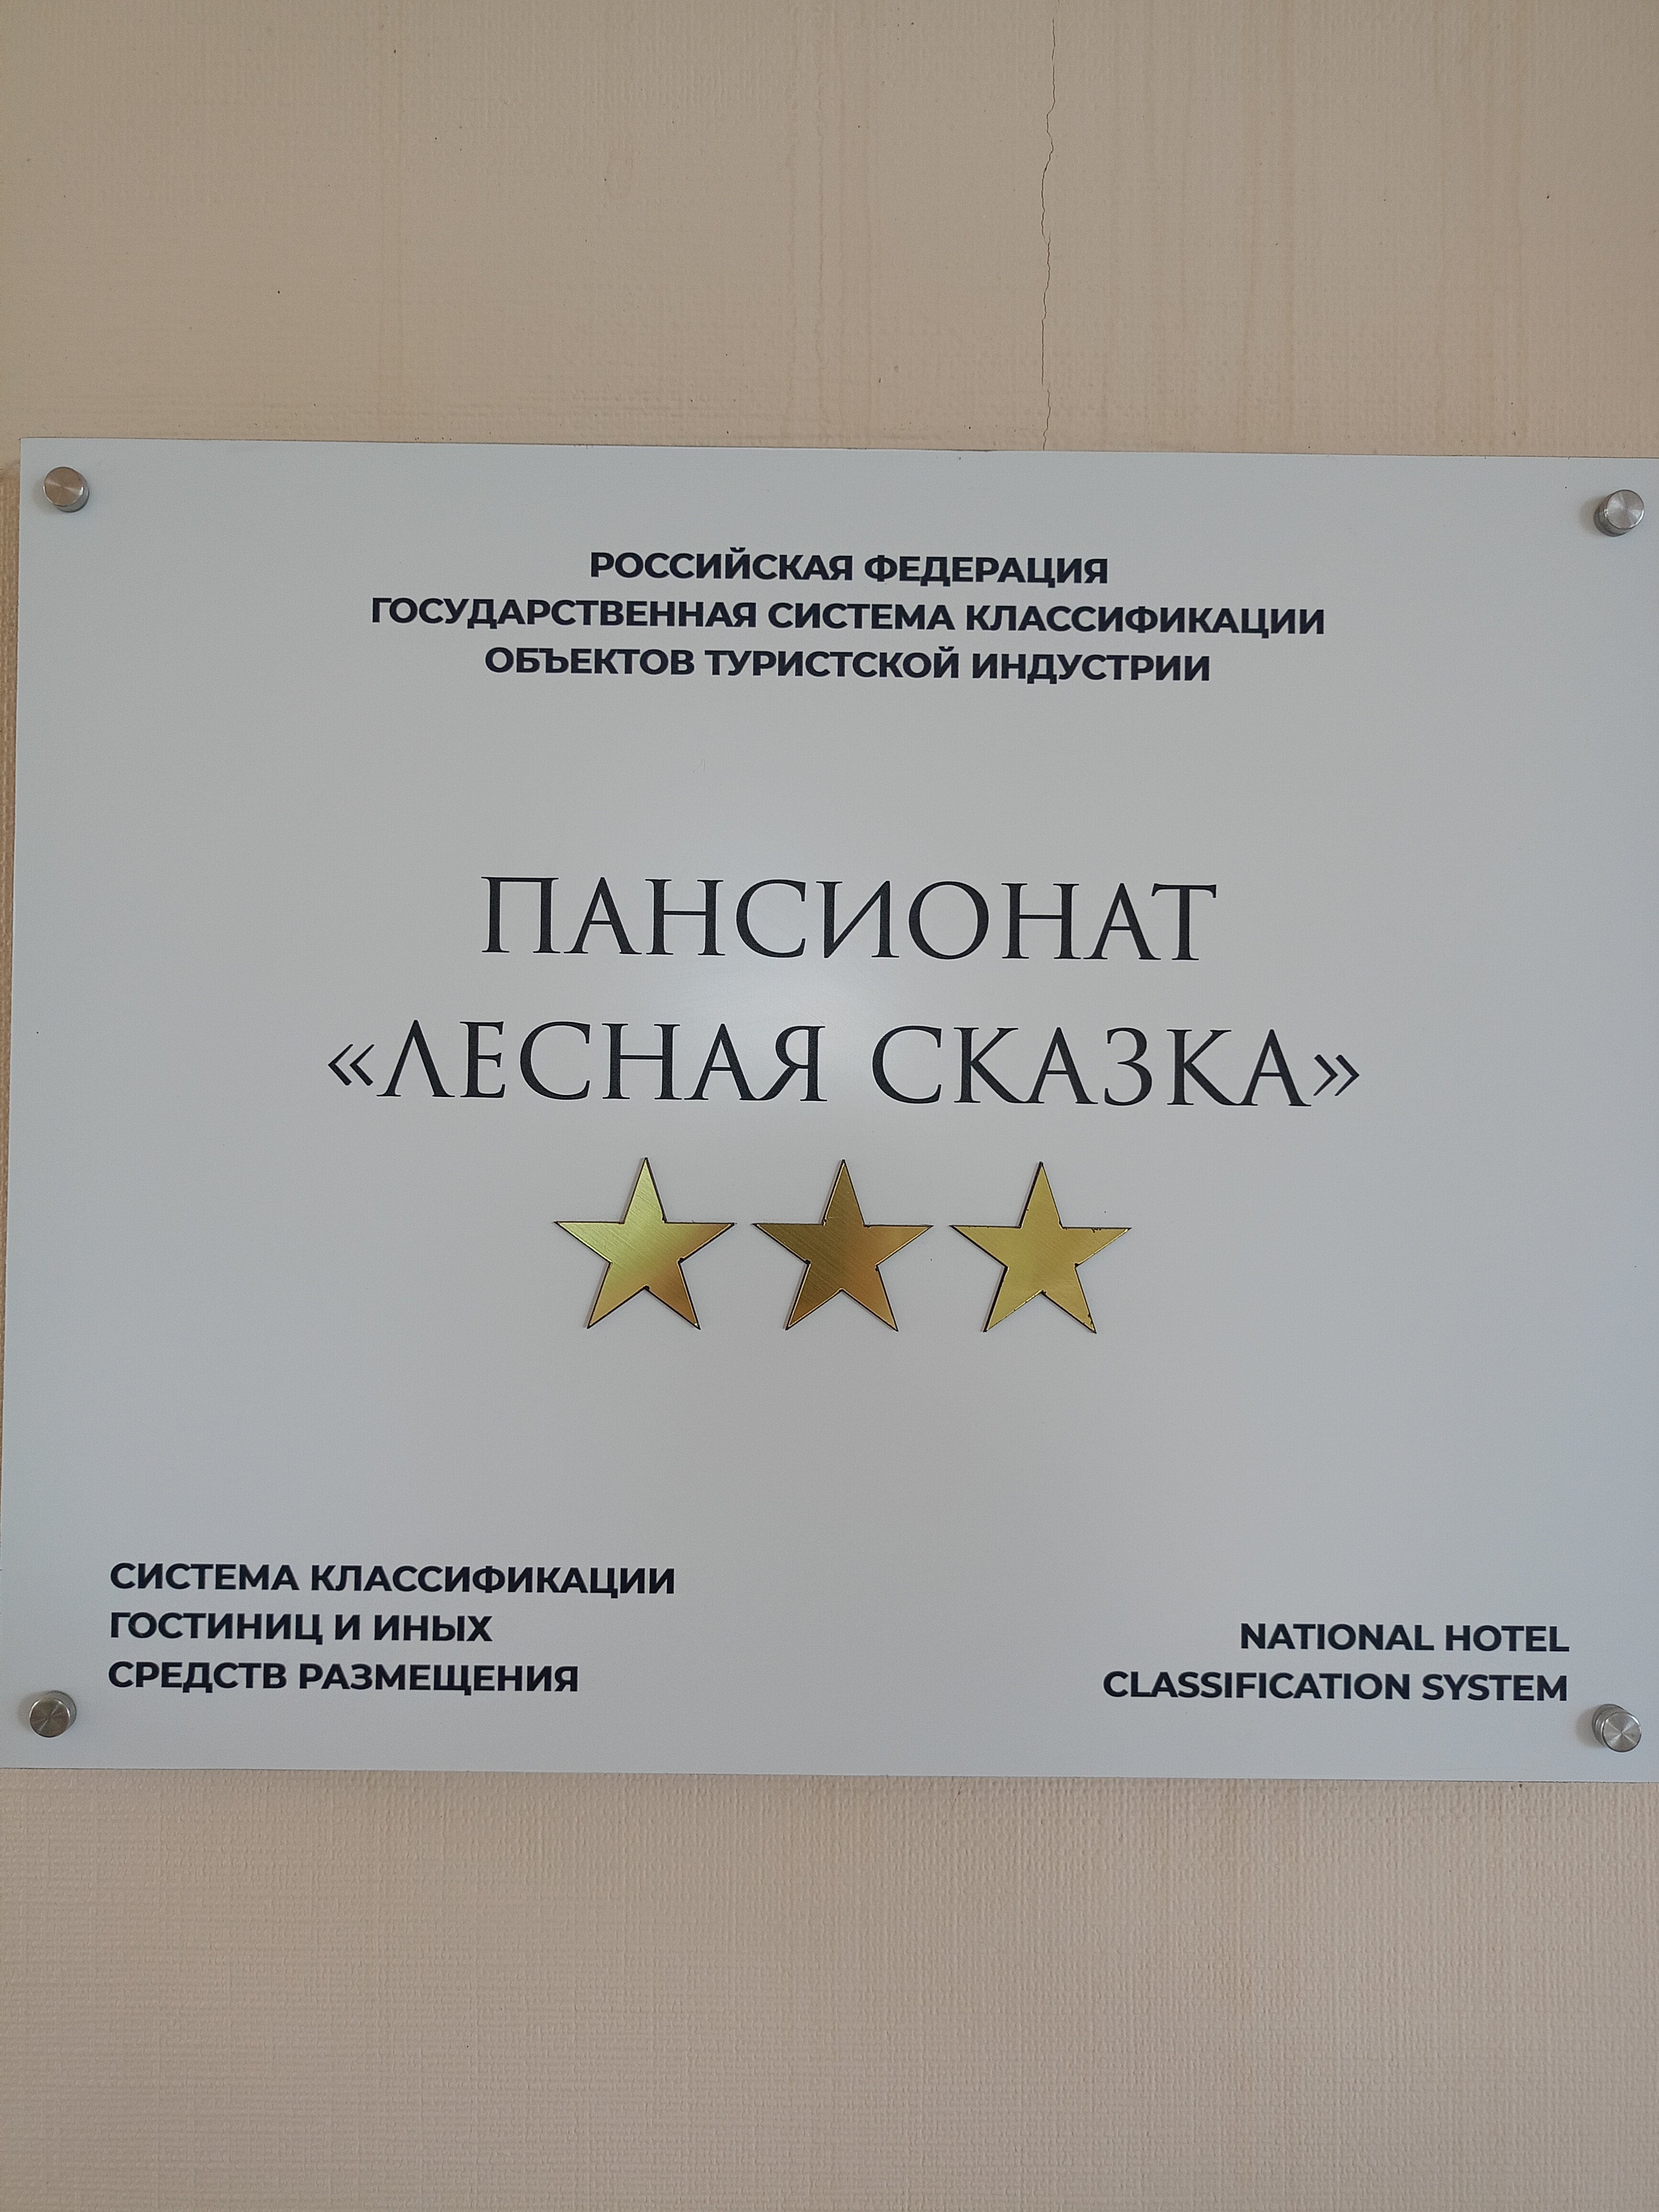 РОССИЙСКАЯ ФЕДЕРАЦИЯ
ГОСУДАРСТВЕННАЯ СИСТЕМА КЛАССИФИКАЦИИ
ОБЪЕКТОВ ТУРИСТСКОЙ ИНДУСТРИИ
ПАНСИОНАТ
«ЛЕСНАЯ СКАЗКА»
СИСТЕМА КЛАССИФИКАЦИИ
ГОСТИНИЦ И ИНЫХ
СРЕДСТВ РАЗМЕЩЕНИЯ
NATIONAL HOTEL
CLASSIFICATION SYSTEM